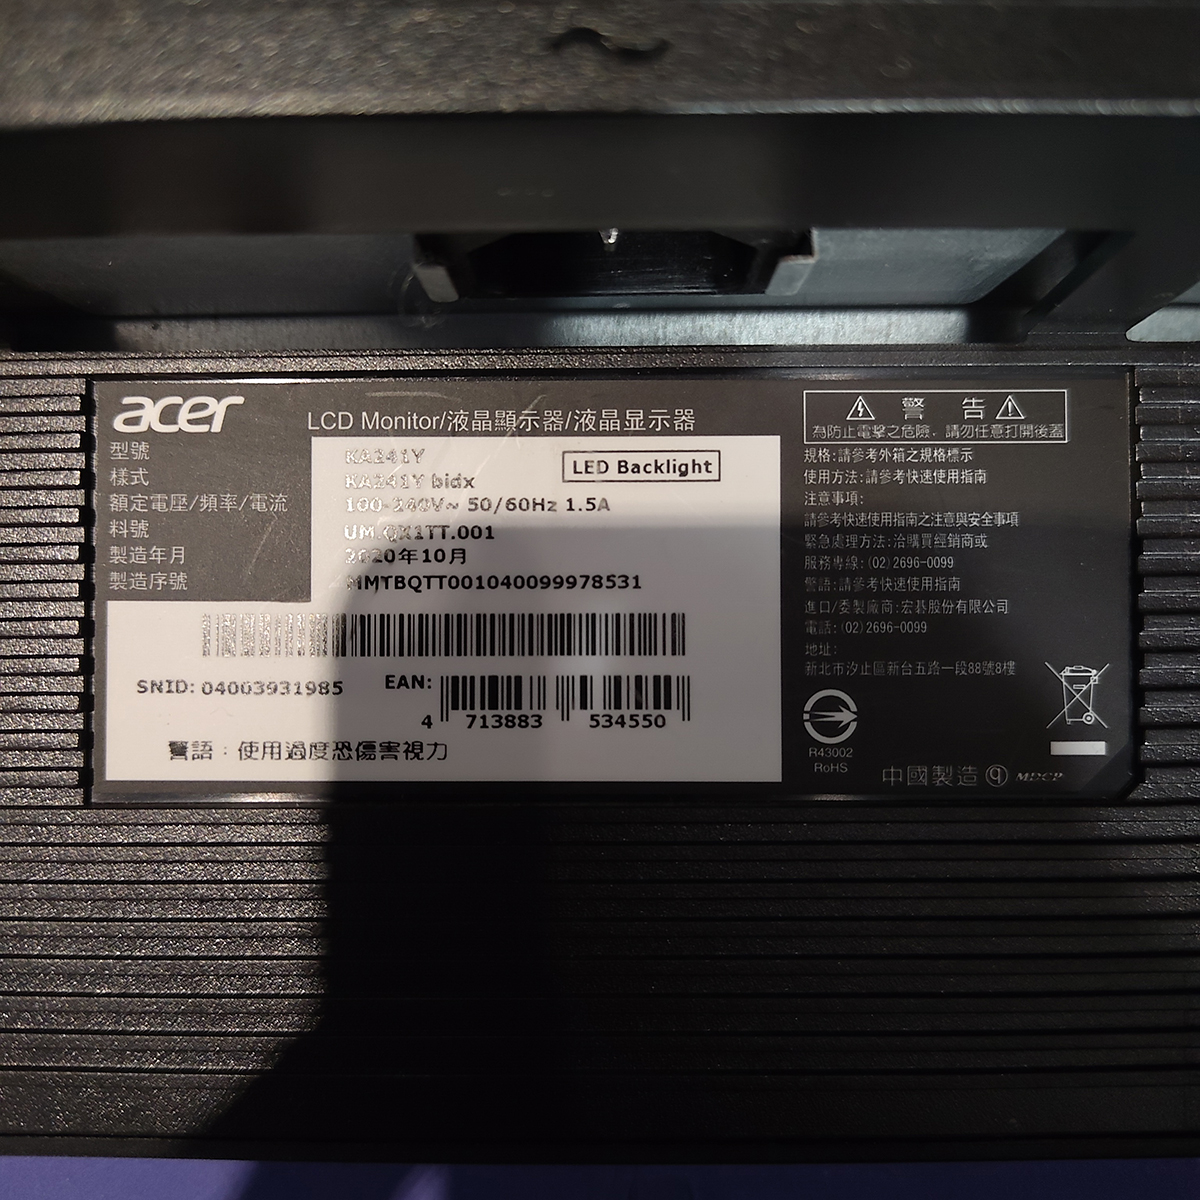 acer
LCD Monitor/液晶顯示器/液晶显示器
型號 KA241Y
樣式 KA241Y bidx
LED Backlight
額定電壓/頻率/電流 100-240V~ 50/60Hz 1.5A
料號 UM.QX1TT.001
製造年月 2020年10月
製造序號 MMTBQTT001040099978531
SNID: 04003931985
EAN:
4 713883 534550
警語：使用過度恐傷害視力
警 告
為防止電擊之危險，請勿任意打開後蓋
規格:請參考外箱之規格標示
使用方法:請參考快速使用指南
注意事項:
請參考快速使用指南之注意與安全事項
緊急處理方法:洽購買經銷商或
服務專線:(02)2696-0099
警語:請參考快速使用指南
進口/委製廠商:宏碁股份有限公司
電話:(02)2696-0099
地址:
新北市汐止區新台五路一段88號8樓
R43002
RoHS
中國製造 ⑨ MDCP